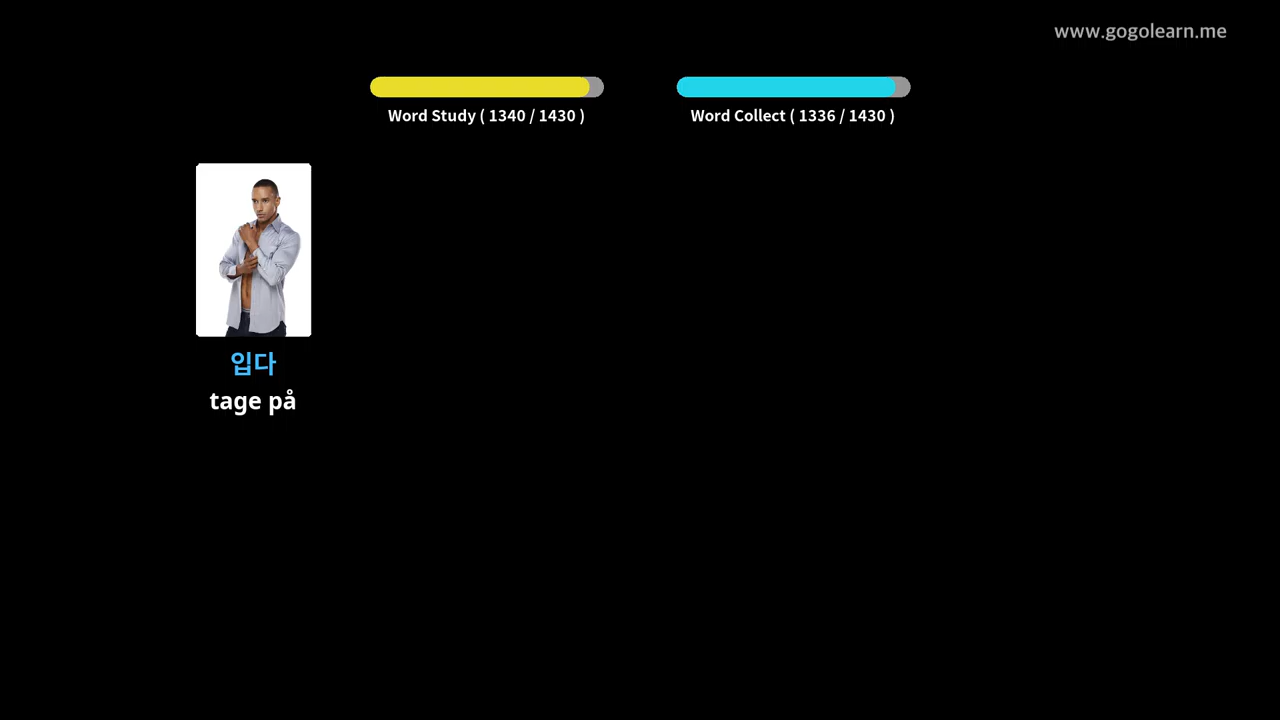 www.gogolearn.me
Word Study ( 1340 / 1430 )
Word Collect ( 1336 / 1430 )
입다
tage på